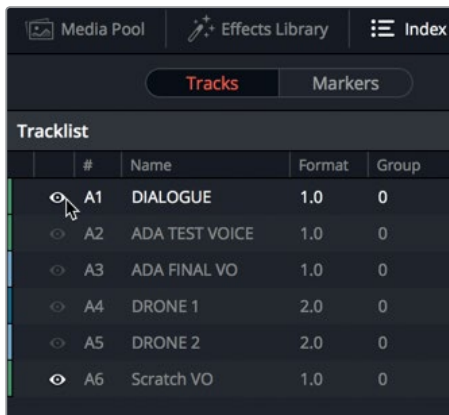 Media Pool Effects Library Index
Tracks Markers
Tracklist
# Name Format Group
A1 DIALOGUE 1.0 0
A2 ADA TEST VOICE 1.0 0
A3 ADA FINAL VO 1.0 0
A4 DRONE 1 2.0 0
A5 DRONE 2 2.0 0
A6 Scratch VO 1.0 0